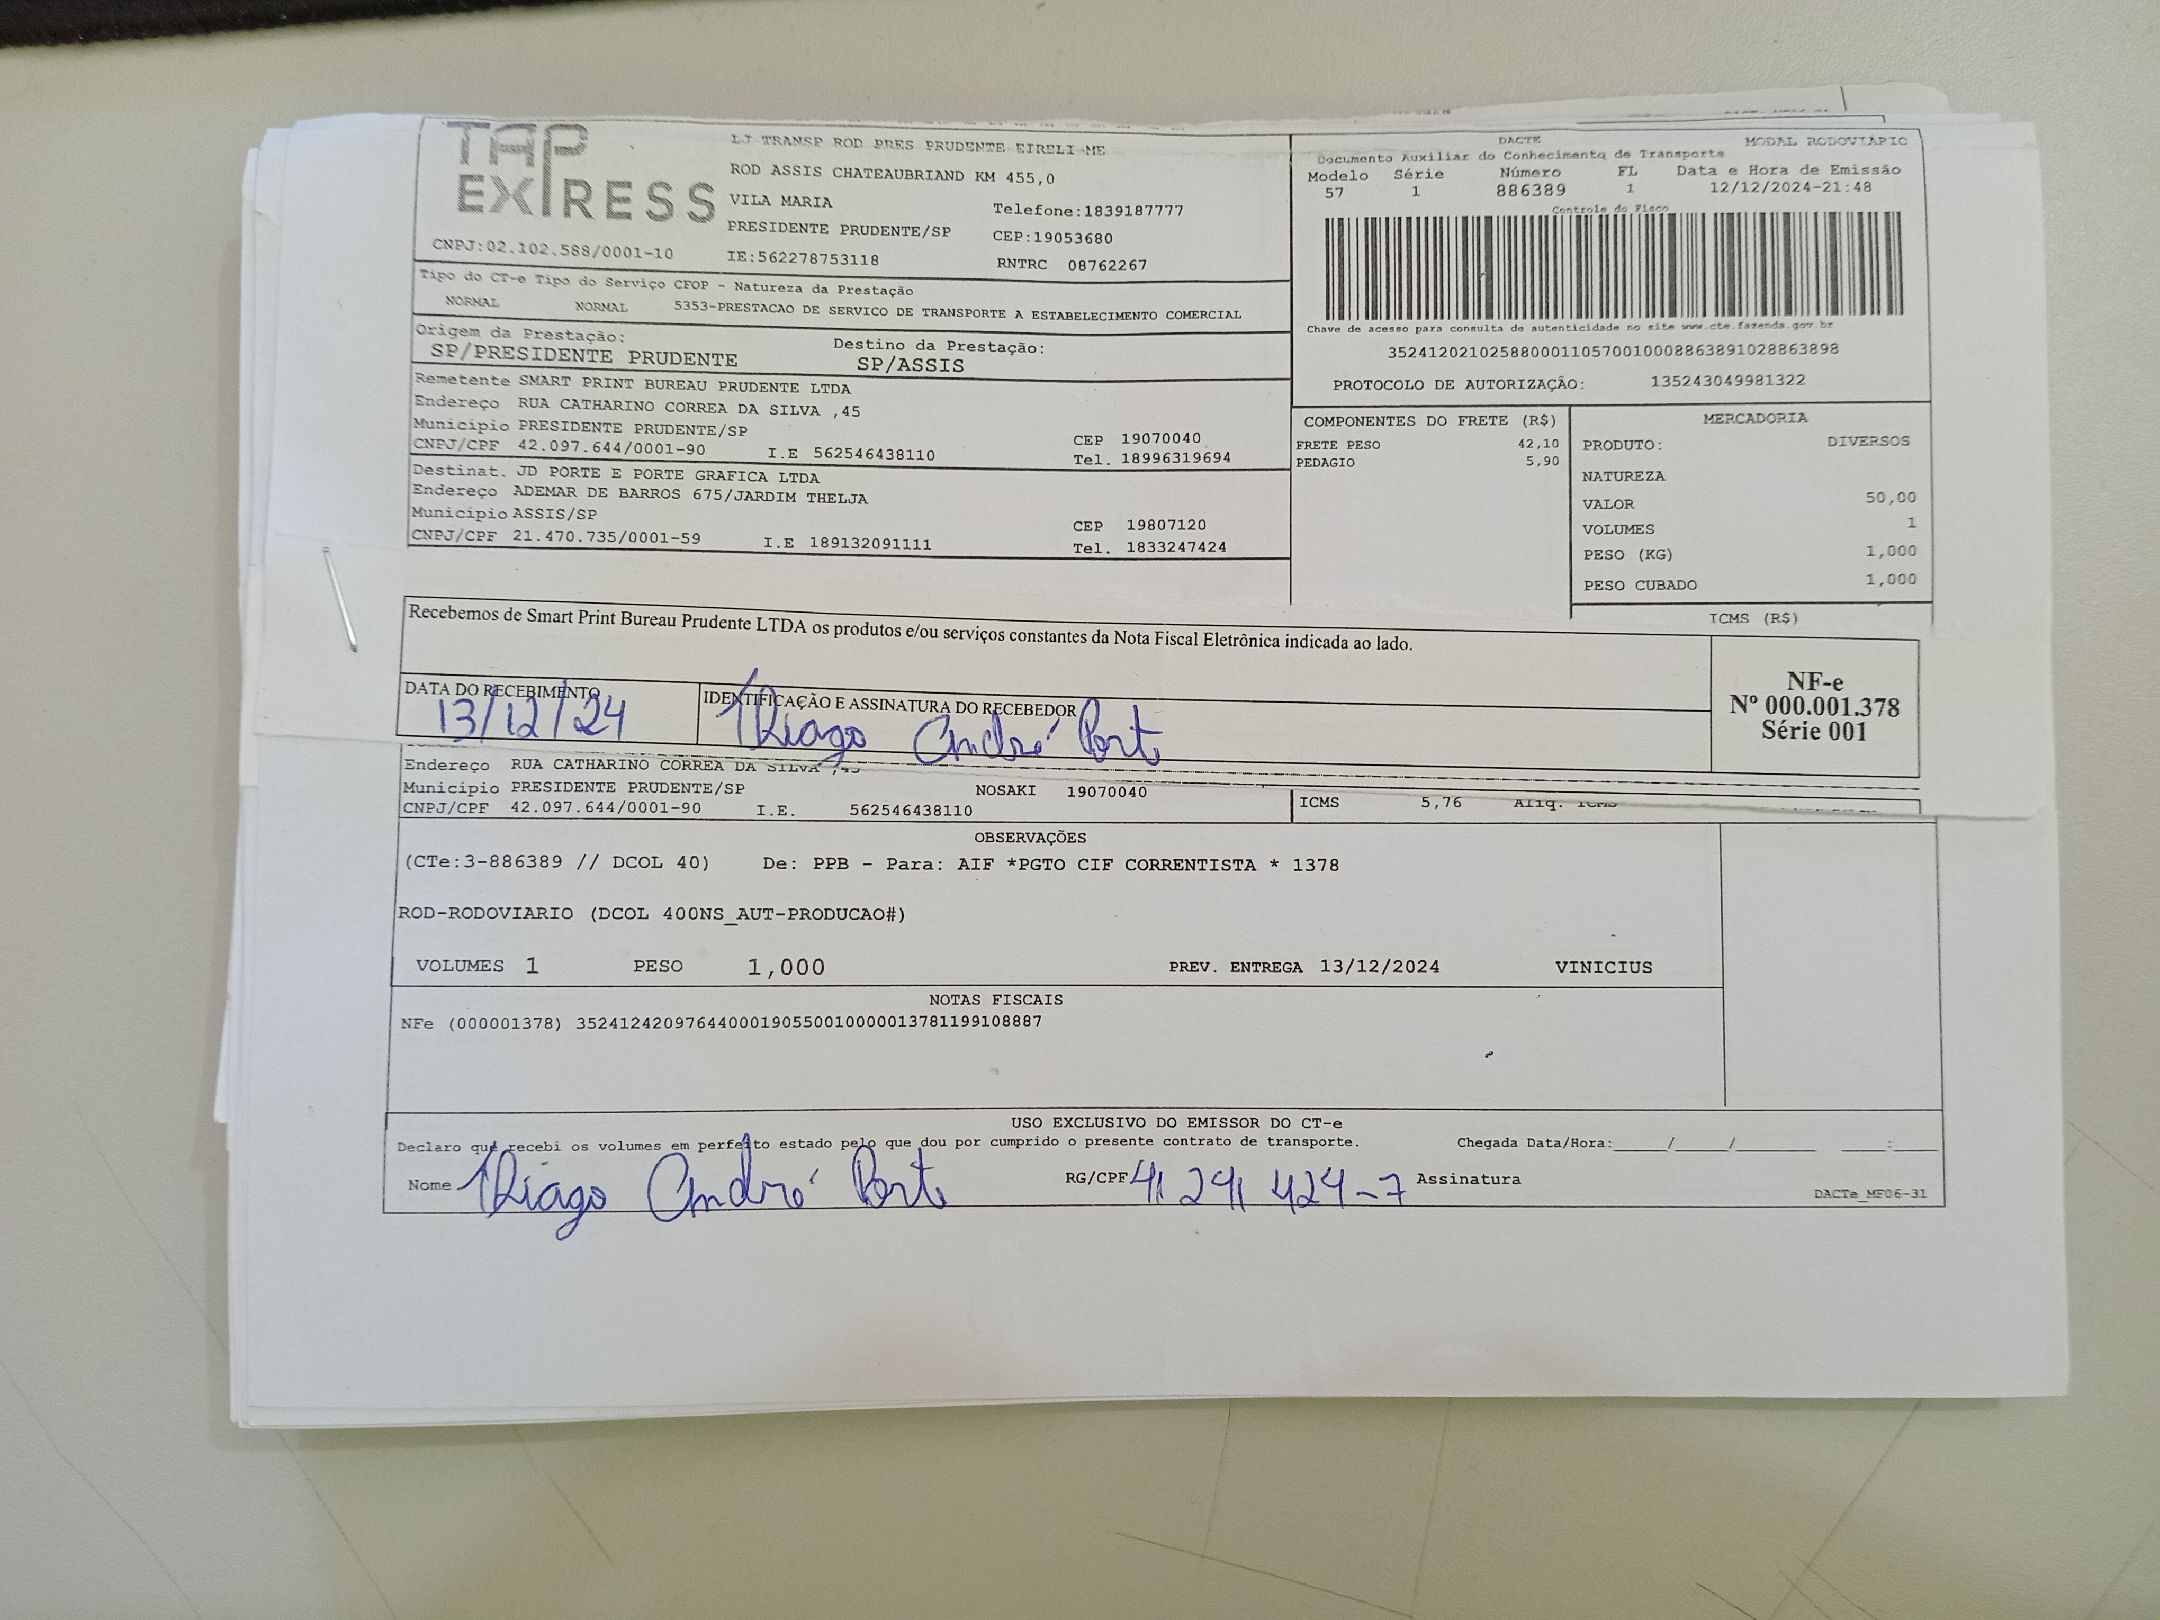 TAP
EXPRESS
CNPJ:02.102.588/0001-10
LJ TRANSP ROD PRES PRUDENTE EIRELI ME
ROD ASSIS CHATEAUBRIAND KM 455,0
VILA MARIA
Telefone:1839187777
PRESIDENTE PRUDENTE/SP
CEP:19053680
IE:562278753118
RNTRC 08762267
DACTE
MODAL RODOVIÁRIO
Documento Auxiliar do Conhecimento de Transporte
Modelo Série Número FL Data e Hora de Emissão
57 1 886389 1 12/12/2024-21:48
Controle do Fisco
Chave de acesso para consulta de autenticidade no site www.cte.fazenda.gov.br
35241202102588000110570010008863891028863898
PROTOCOLO DE AUTORIZAÇÃO: 135243049981322
Tipo do CT-e Tipo do Serviço CFOP - Natureza da Prestação
NORMAL NORMAL 5353-PRESTACAO DE SERVICO DE TRANSPORTE A ESTABELECIMENTO COMERCIAL
Origem da Prestação: Destino da Prestação:
SP/PRESIDENTE PRUDENTE SP/ASSIS
Remetente SMART PRINT BUREAU PRUDENTE LTDA
Endereço RUA CATHARINO CORREA DA SILVA ,45
Município PRESIDENTE PRUDENTE/SP CEP 19070040
CNPJ/CPF 42.097.644/0001-90 I.E 562546438110 Tel. 18996319694
Destinat. JD PORTE E PORTE GRAFICA LTDA
Endereço ADEMAR DE BARROS 675/JARDIM THELJA
Município ASSIS/SP CEP 19807120
CNPJ/CPF 21.470.735/0001-59 I.E 189132091111 Tel. 1833247424
COMPONENTES DO FRETE (R$)
FRETE PESO 42,10
PEDAGIO 5,90
MERCADORIA
PRODUTO: DIVERSOS
NATUREZA
VALOR 50,00
VOLUMES 1
PESO (KG) 1,000
PESO CUBADO 1,000
ICMS (R$)
Recebemos de Smart Print Bureau Prudente LTDA os produtos e/ou serviços constantes da Nota Fiscal Eletrônica indicada ao lado.
DATA DO RECEBIMENTO
13/12/24
IDENTIFICAÇÃO E ASSINATURA DO RECEBEDOR
Thiago André Porte
NF-e
Nº 000.001.378
Série 001
Endereço RUA CATHARINO CORREA DA SILVA ,45
Município PRESIDENTE PRUDENTE/SP NOSAKI 19070040
CNPJ/CPF 42.097.644/0001-90 I.E. 562546438110
ICMS 5,76 Alíq. ICMS
OBSERVAÇÕES
(CTe:3-886389 // DCOL 40) De: PPB - Para: AIF *PGTO CIF CORRENTISTA * 1378
ROD-RODOVIARIO (DCOL 400NS_AUT-PRODUCAO#)
VOLUMES 1 PESO 1,000 PREV. ENTREGA 13/12/2024 VINICIUS
NOTAS FISCAIS
NFe (000001378) 35241242097644000190550010000013781199108887
USO EXCLUSIVO DO EMISSOR DO CT-e
Declaro que recebi os volumes em perfeito estado pelo que dou por cumprido o presente contrato de transporte. Chegada Data/Hora:_____/_____/________ ____:____
Nome Thiago André Porte RG/CPF 41 241 424-7 Assinatura
DACTe_MF06-31